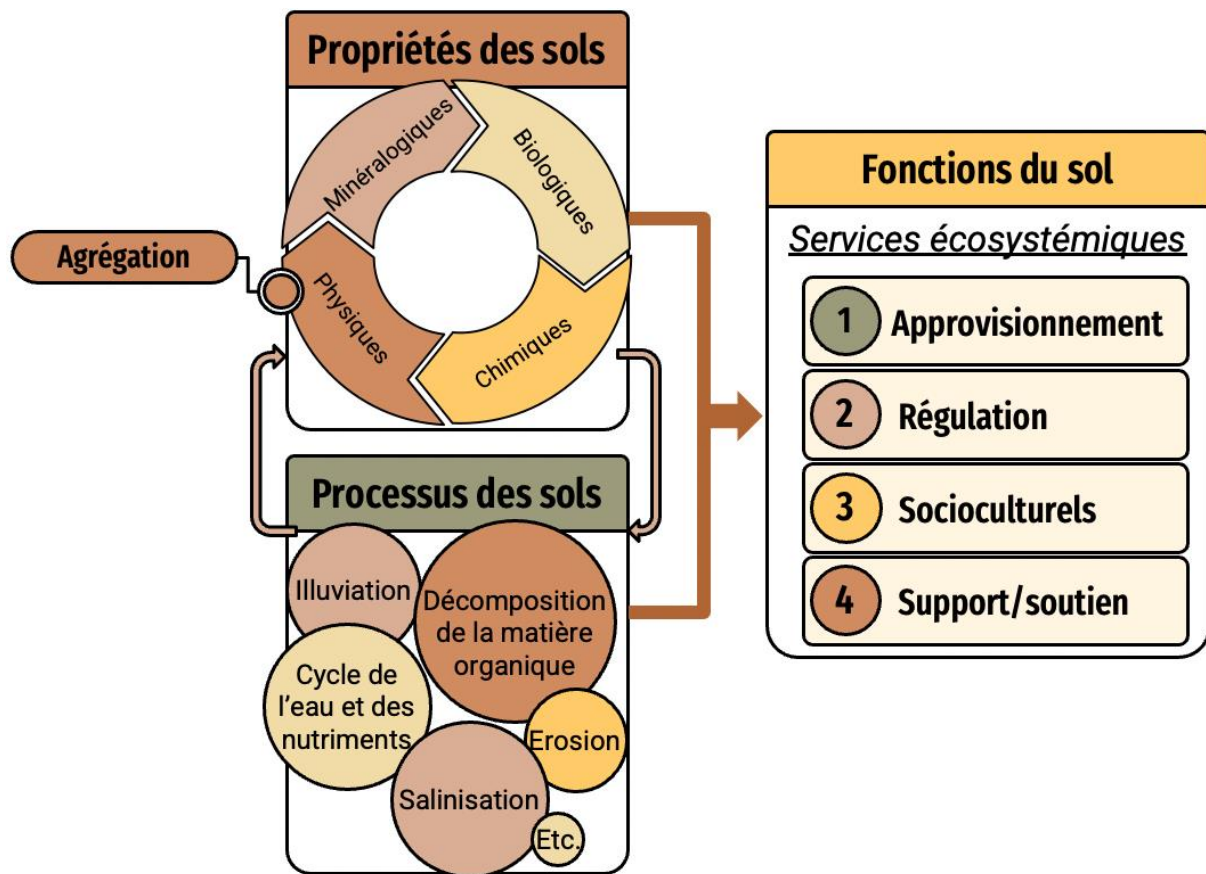 Propriétés des sols
Minéralogiques
Biologiques
Agrégation
Physiques
Chimiques
Processus des sols
Illuviation
Décomposition
de la matière
organique
Cycle de
l'eau et des
nutriments
Erosion
Salinisation
Etc.
Fonctions du sol
Services écosystémiques
1 Approvisionnement
2 Régulation
3 Socioculturels
4 Support/soutien